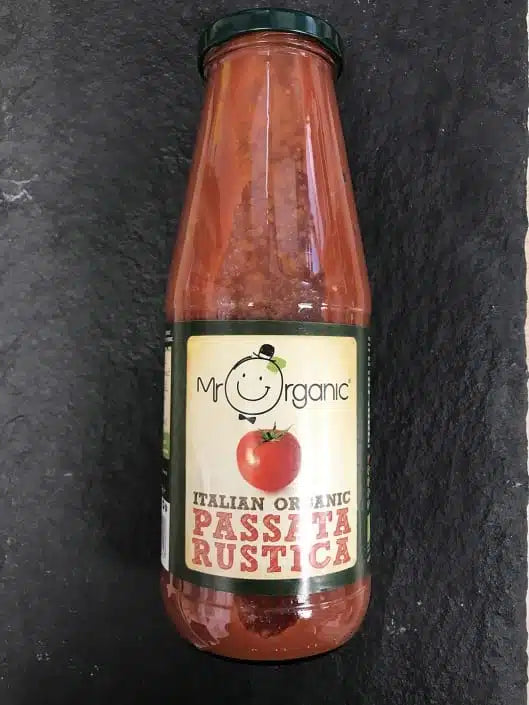 Mr Organic®
ITALIAN ORGANIC
PASSATA
RUSTICA